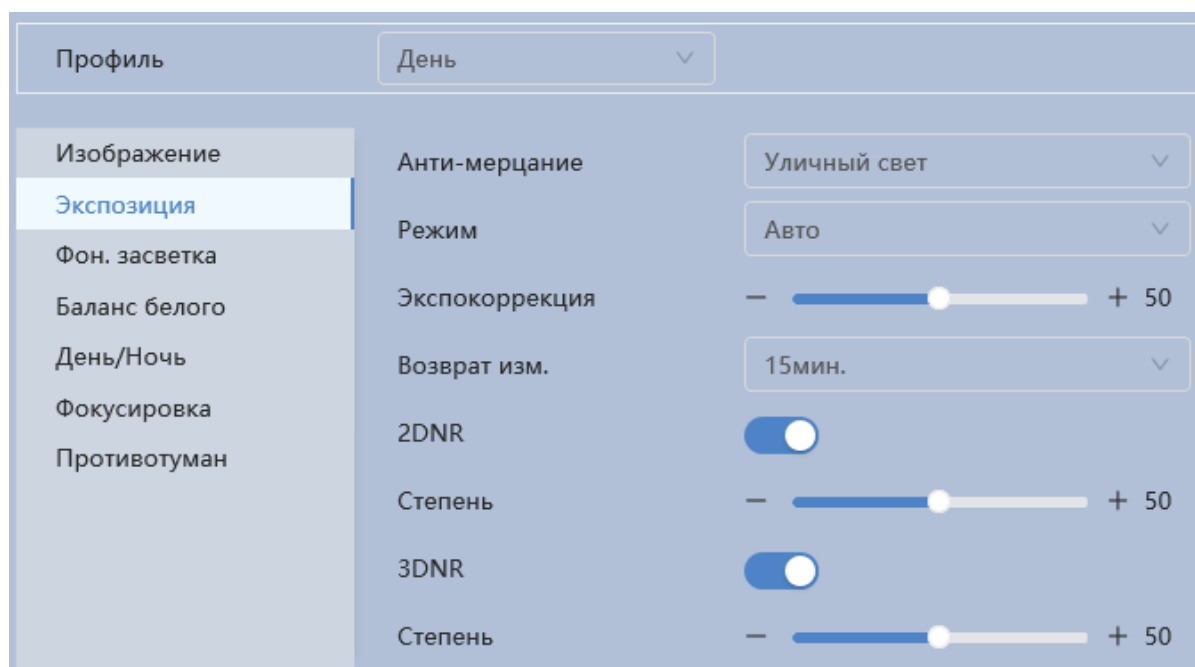 Профиль
День
Изображение
Экспозиция
Фон. засветка
Баланс белого
День/Ночь
Фокусировка
Противотуман
Анти-мерцание
Уличный свет
Режим
Авто
Экспокоррекция
− + 50
Возврат изм.
15мин.
2DNR
Степень
− + 50
3DNR
Степень
− + 50